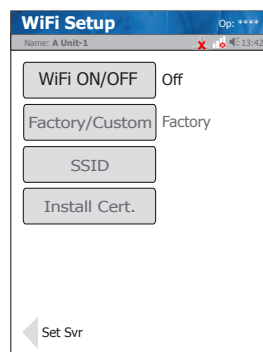 WiFi Setup Op: ****
Name: A Unit-1 13:42
WiFi ON/OFF Off
Factory/Custom Factory
SSID
Install Cert.
Set Svr